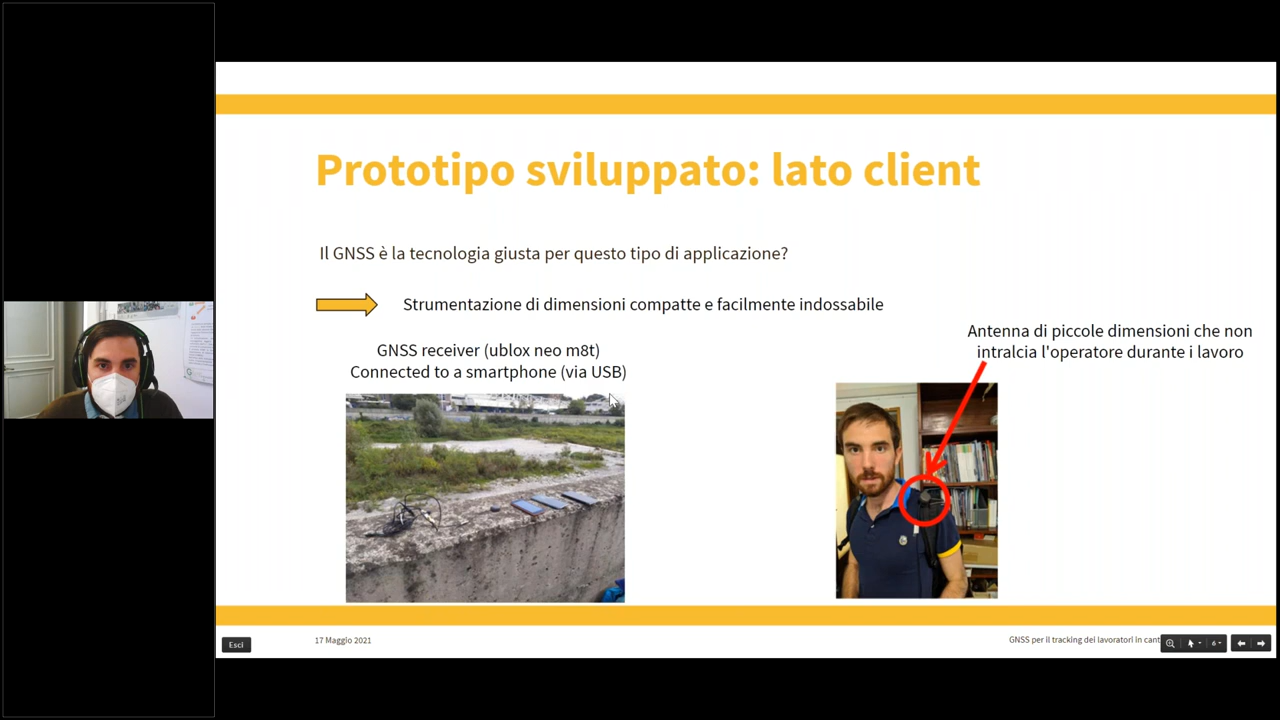 Prototipo sviluppato: lato client
Il GNSS è la tecnologia giusta per questo tipo di applicazione?
Strumentazione di dimensioni compatte e facilmente indossabile
Antenna di piccole dimensioni che non
intralcia l'operatore durante i lavoro
GNSS receiver (ublox neo m8t)
Connected to a smartphone (via USB)
Esci
17 Maggio 2021
GNSS per il tracking dei lavoratori in cant
6